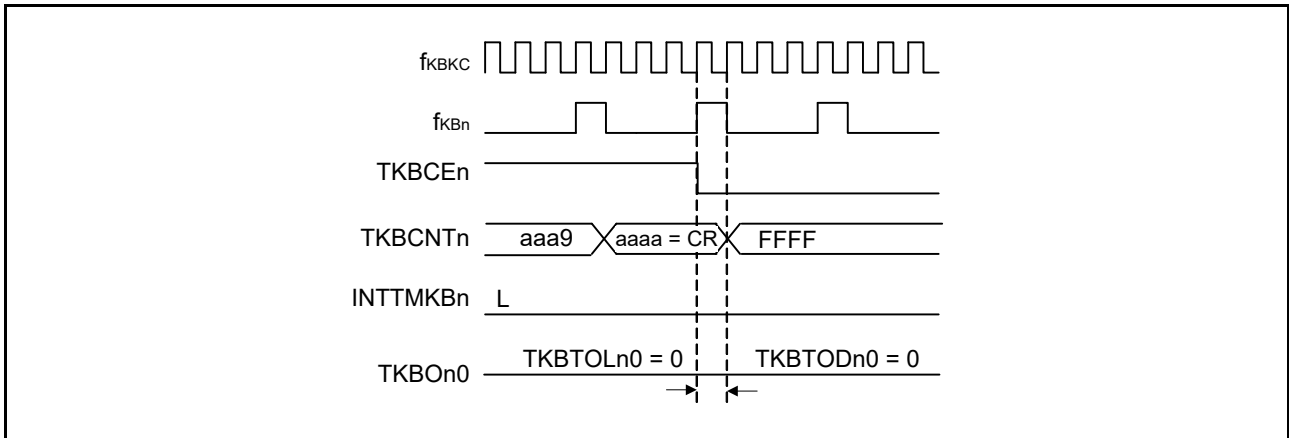 fKBKC
fKBn
TKBCEn
TKBCNTn aaa9 aaaa = CR FFFF
INTTMKBn L
TKBOn0 TKBTOLn0 = 0 TKBTODn0 = 0